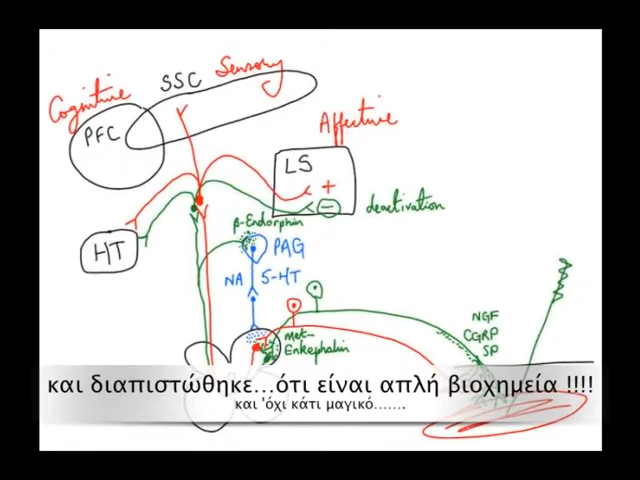 SSC Sensory
Cognitive
PFC
Affective
LS
+
−
deactivation
β-Endorphin
HT
PAG
NA 5-HT
NGF
CGRP
SP
met-
Enkephalin
και διαπιστώθηκε...ότι είναι απλή βιοχημεία !!!!
και 'όχι κάτι μαγικό.......